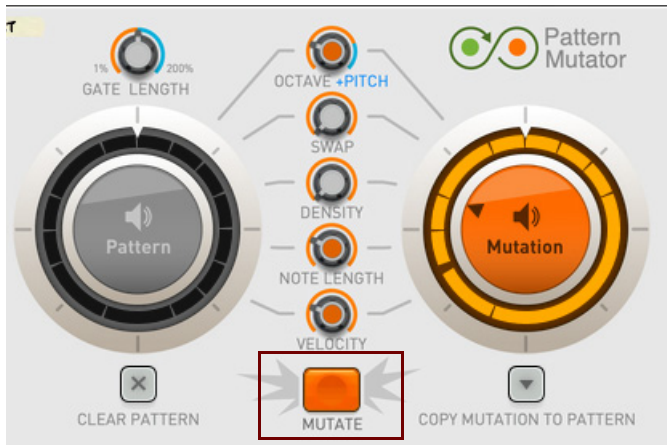 T
Pattern
Mutator
1% 200%
GATE LENGTH
OCTAVE +PITCH
SWAP
DENSITY
NOTE LENGTH
VELOCITY
Pattern
Mutation
CLEAR PATTERN
MUTATE
COPY MUTATION TO PATTERN